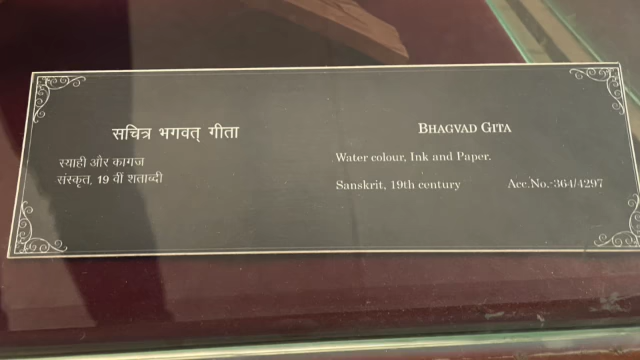 सचित्र भगवत् गीता
स्याही और कागज
संस्कृत, 19 वीं शताब्दी
BHAGVAD GITA
Water colour, Ink and Paper.
Sanskrit, 19th century Acc.No.-364/4297